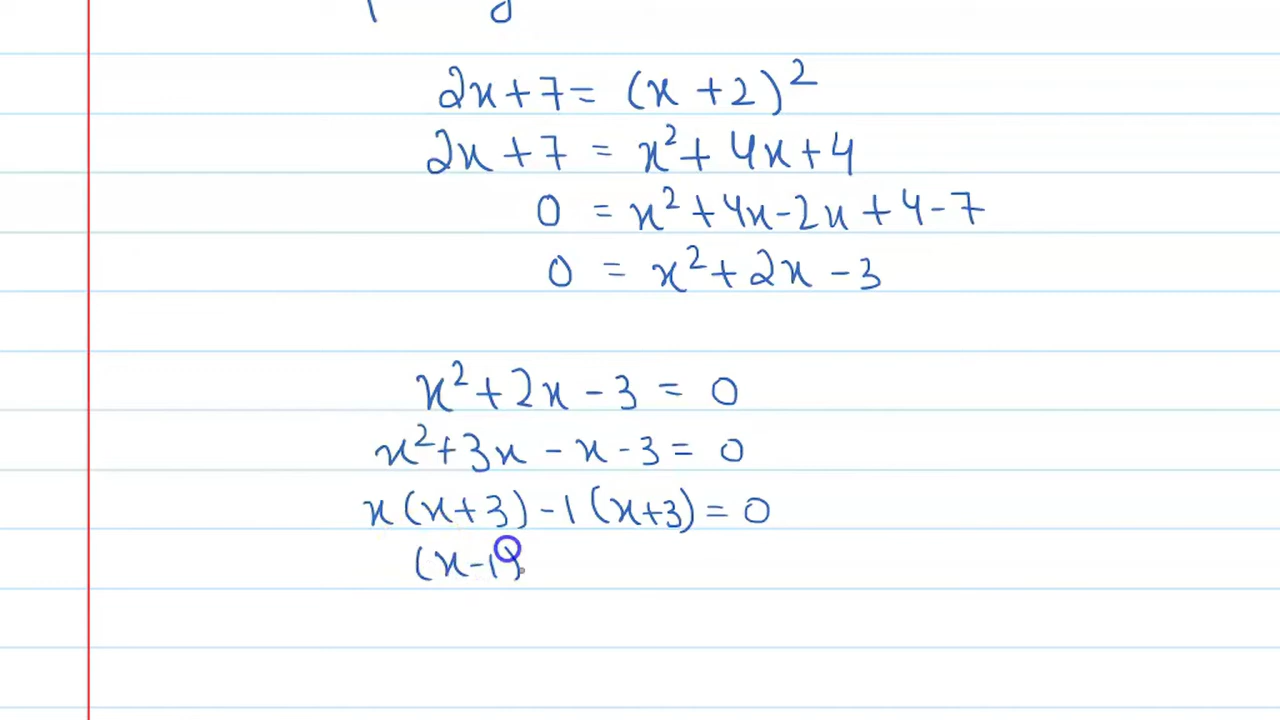 2x+7= (x+2)²
2x+7 = x²+4x+4
0 = x²+4x-2x+4-7
0 = x²+2x-3
x²+2x-3 = 0
x²+3x-x-3= 0
x(x+3)-1(x+3)=0
(x-1)